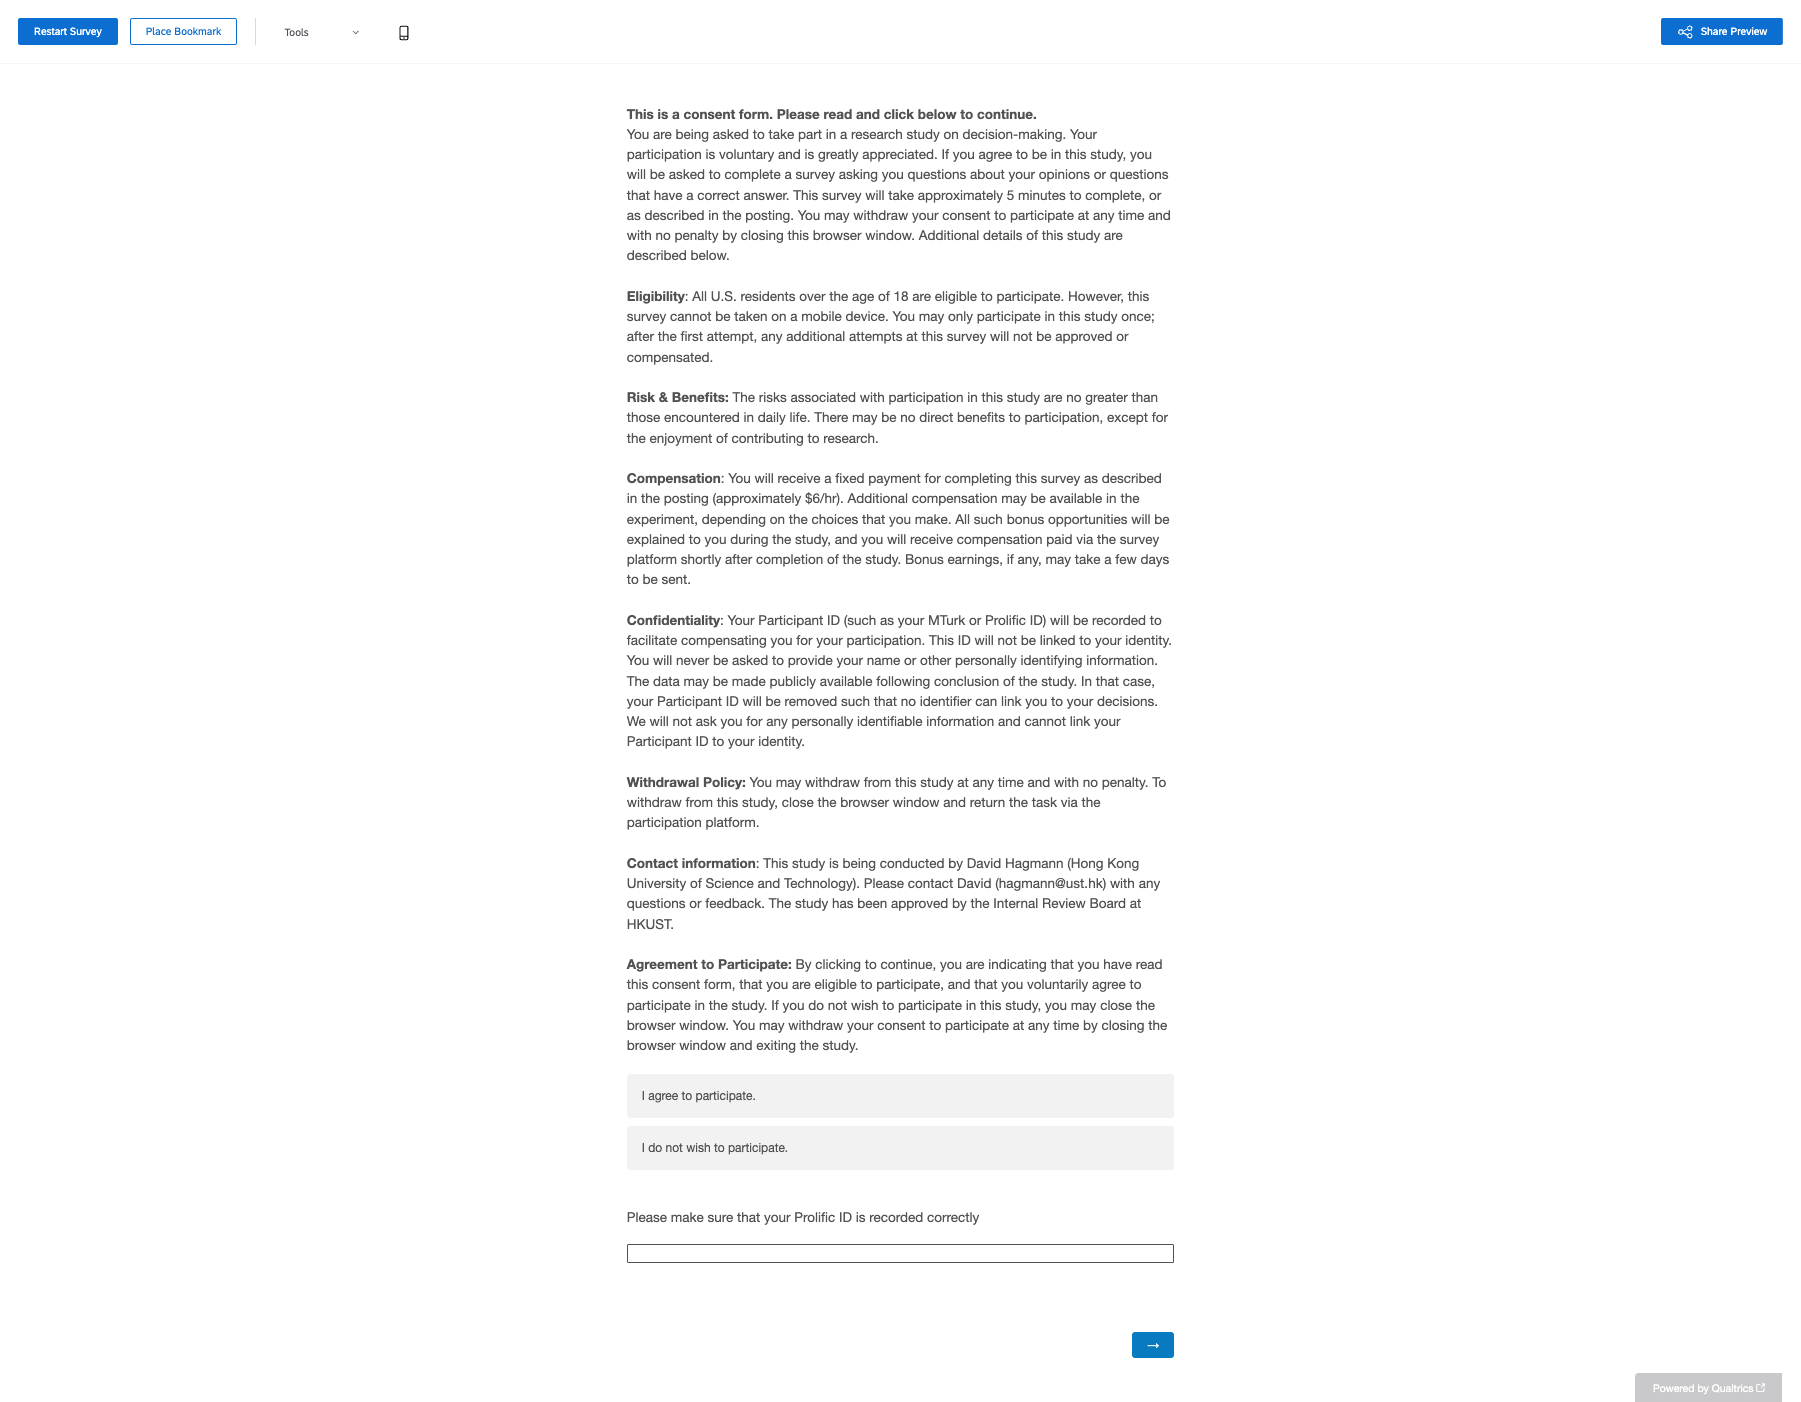 Restart Survey
Place Bookmark
Tools
Share Preview
This is a consent form. Please read and click below to continue.
You are being asked to take part in a research study on decision-making. Your
participation is voluntary and is greatly appreciated. If you agree to be in this study, you
will be asked to complete a survey asking you questions about your opinions or questions
that have a correct answer. This survey will take approximately 5 minutes to complete, or
as described in the posting. You may withdraw your consent to participate at any time and
with no penalty by closing this browser window. Additional details of this study are
described below.
Eligibility: All U.S. residents over the age of 18 are eligible to participate. However, this
survey cannot be taken on a mobile device. You may only participate in this study once;
after the first attempt, any additional attempts at this survey will not be approved or
compensated.
Risk & Benefits: The risks associated with participation in this study are no greater than
those encountered in daily life. There may be no direct benefits to participation, except for
the enjoyment of contributing to research.
Compensation: You will receive a fixed payment for completing this survey as described
in the posting (approximately $6/hr). Additional compensation may be available in the
experiment, depending on the choices that you make. All such bonus opportunities will be
explained to you during the study, and you will receive compensation paid via the survey
platform shortly after completion of the study. Bonus earnings, if any, may take a few days
to be sent.
Confidentiality: Your Participant ID (such as your MTurk or Prolific ID) will be recorded to
facilitate compensating you for your participation. This ID will not be linked to your identity.
You will never be asked to provide your name or other personally identifying information.
The data may be made publicly available following conclusion of the study. In that case,
your Participant ID will be removed such that no identifier can link you to your decisions.
We will not ask you for any personally identifiable information and cannot link your
Participant ID to your identity.
Withdrawal Policy: You may withdraw from this study at any time and with no penalty. To
withdraw from this study, close the browser window and return the task via the
participation platform.
Contact information: This study is being conducted by David Hagmann (Hong Kong
University of Science and Technology). Please contact David (hagmann@ust.hk) with any
questions or feedback. The study has been approved by the Internal Review Board at
HKUST.
Agreement to Participate: By clicking to continue, you are indicating that you have read
this consent form, that you are eligible to participate, and that you voluntarily agree to
participate in the study. If you do not wish to participate in this study, you may close the
browser window. You may withdraw your consent to participate at any time by closing the
browser window and exiting the study.
I agree to participate.
I do not wish to participate.
Please make sure that your Prolific ID is recorded correctly
→
Powered by Qualtrics